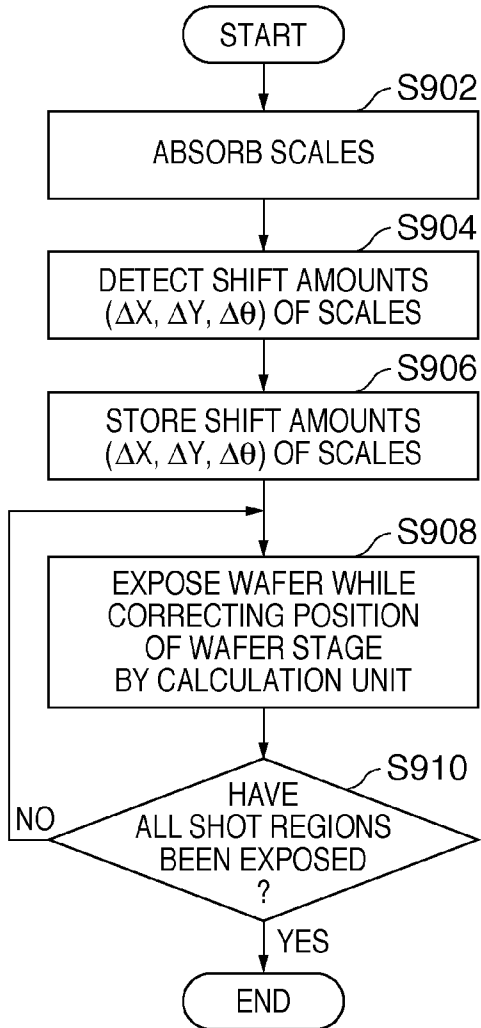 START
S902
ABSORB SCALES
S904
DETECT SHIFT AMOUNTS
(ΔX, ΔY, Δθ) OF SCALES
S906
STORE SHIFT AMOUNTS
(ΔX, ΔY, Δθ) OF SCALES
S908
EXPOSE WAFER WHILE
CORRECTING POSITION
OF WAFER STAGE
BY CALCULATION UNIT
S910
HAVE
ALL SHOT REGIONS
BEEN EXPOSED
?
NO
YES
END